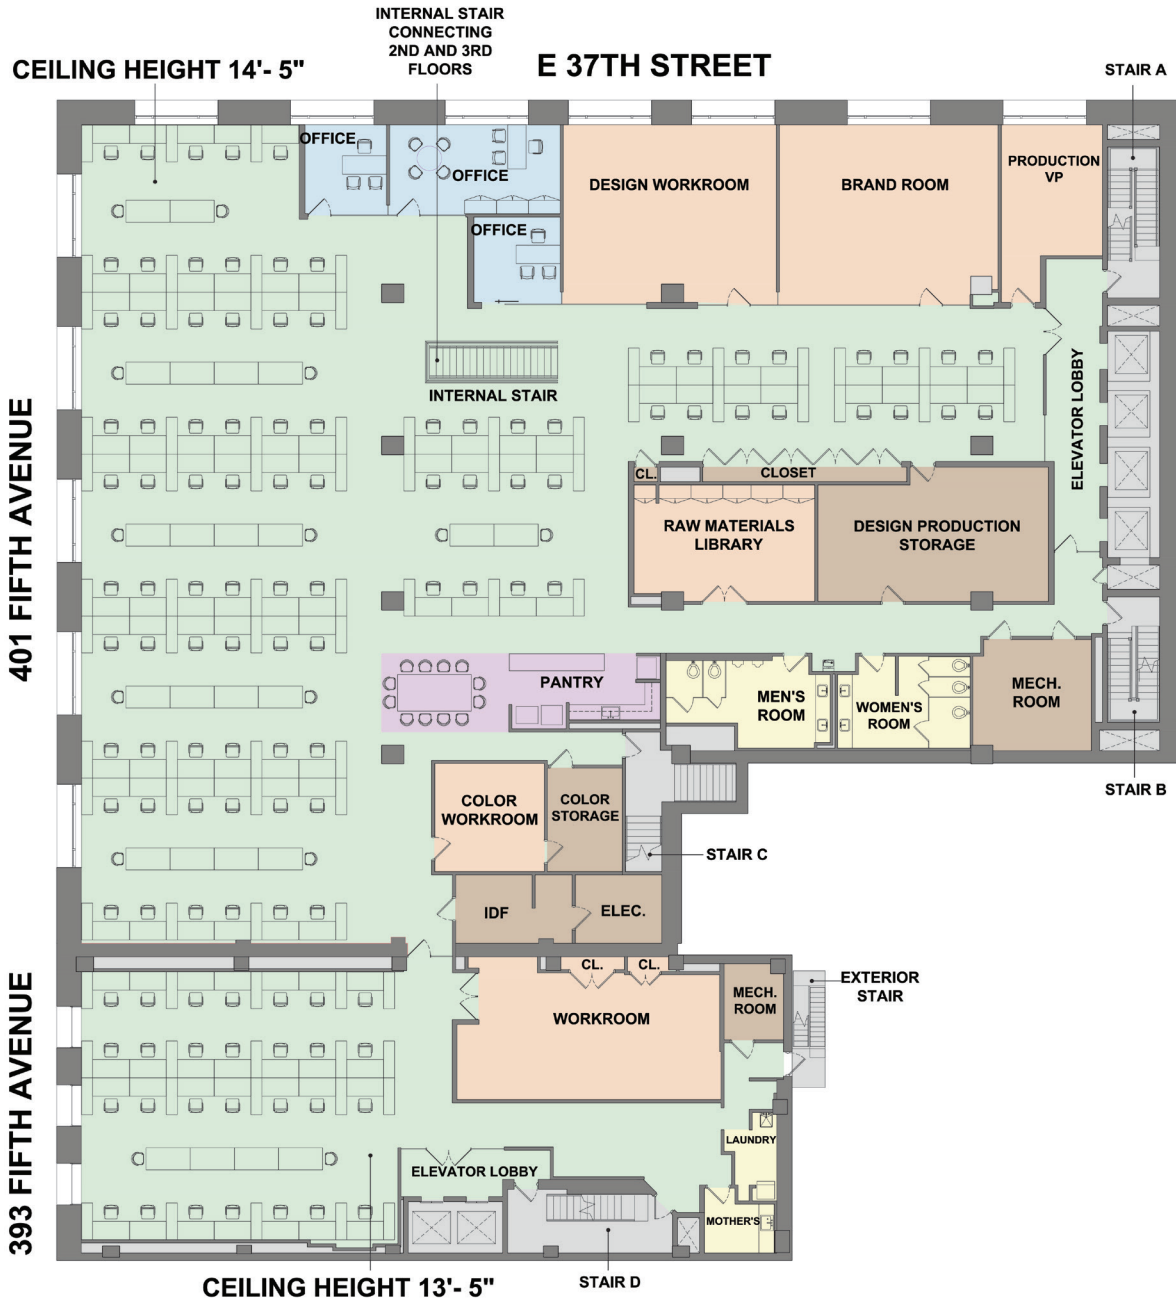 INTERNAL STAIR
CONNECTING
2ND AND 3RD
FLOORS
E 37TH STREET
CEILING HEIGHT 14'- 5"
STAIR A
OFFICE
OFFICE
OFFICE
DESIGN WORKROOM
BRAND ROOM
PRODUCTION
VP
INTERNAL STAIR
ELEVATOR LOBBY
401 FIFTH AVENUE
CL.
CLOSET
RAW MATERIALS
LIBRARY
DESIGN PRODUCTION
STORAGE
PANTRY
MEN'S
ROOM
WOMEN'S
ROOM
MECH.
ROOM
STAIR B
COLOR
WORKROOM
COLOR
STORAGE
STAIR C
IDF
ELEC.
CL.
CL.
WORKROOM
MECH.
ROOM
EXTERIOR
STAIR
393 FIFTH AVENUE
LAUNDRY
ELEVATOR LOBBY
MOTHER'S
CEILING HEIGHT 13'- 5"
STAIR D